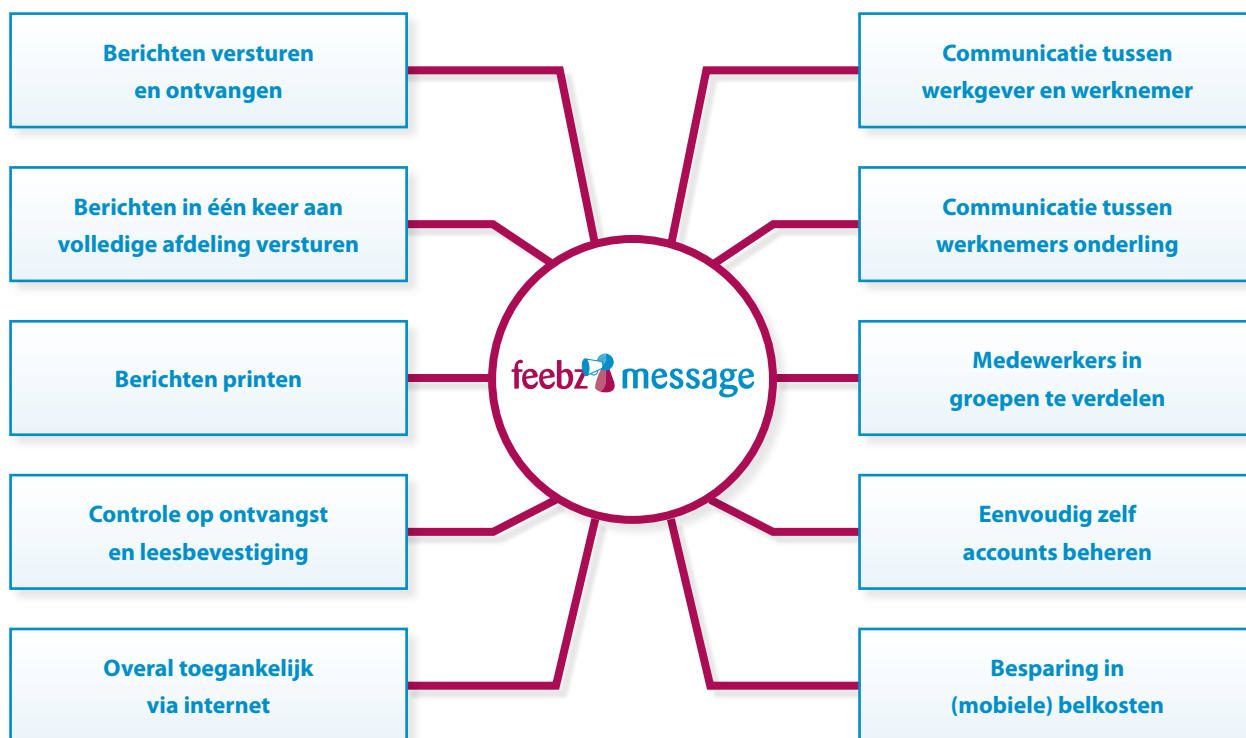 Berichten versturen
en ontvangen
Berichten in één keer aan
volledige afdeling versturen
Berichten printen
Controle op ontvangst
en leesbevestiging
Overal toegankelijk
via internet
feebz message
Communicatie tussen
werkgever en werknemer
Communicatie tussen
werknemers onderling
Medewerkers in
groepen te verdelen
Eenvoudig zelf
accounts beheren
Besparing in
(mobiele) belkosten